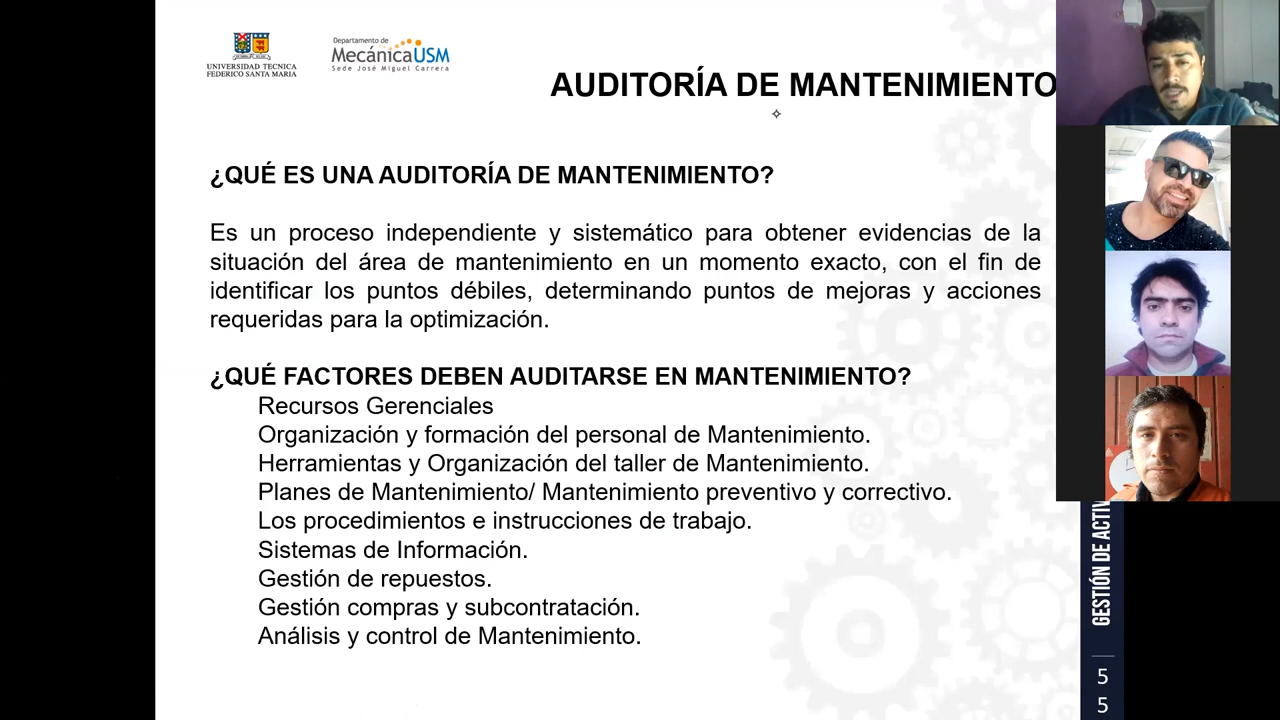 UNIVERSIDAD TECNICA
FEDERICO SANTA MARIA
Departamento de
MecánicaUSM
Sede José Miguel Carrera
AUDITORÍA DE MANTENIMIENTO
¿QUÉ ES UNA AUDITORÍA DE MANTENIMIENTO?
Es un proceso independiente y sistemático para obtener evidencias de la
situación del área de mantenimiento en un momento exacto, con el fin de
identificar los puntos débiles, determinando puntos de mejoras y acciones
requeridas para la optimización.
¿QUÉ FACTORES DEBEN AUDITARSE EN MANTENIMIENTO?
Recursos Gerenciales
Organización y formación del personal de Mantenimiento.
Herramientas y Organización del taller de Mantenimiento.
Planes de Mantenimiento/ Mantenimiento preventivo y correctivo.
Los procedimientos e instrucciones de trabajo.
Sistemas de Información.
Gestión de repuestos.
Gestión compras y subcontratación.
Análisis y control de Mantenimiento.
GESTIÓN DE ACTIV
5
5